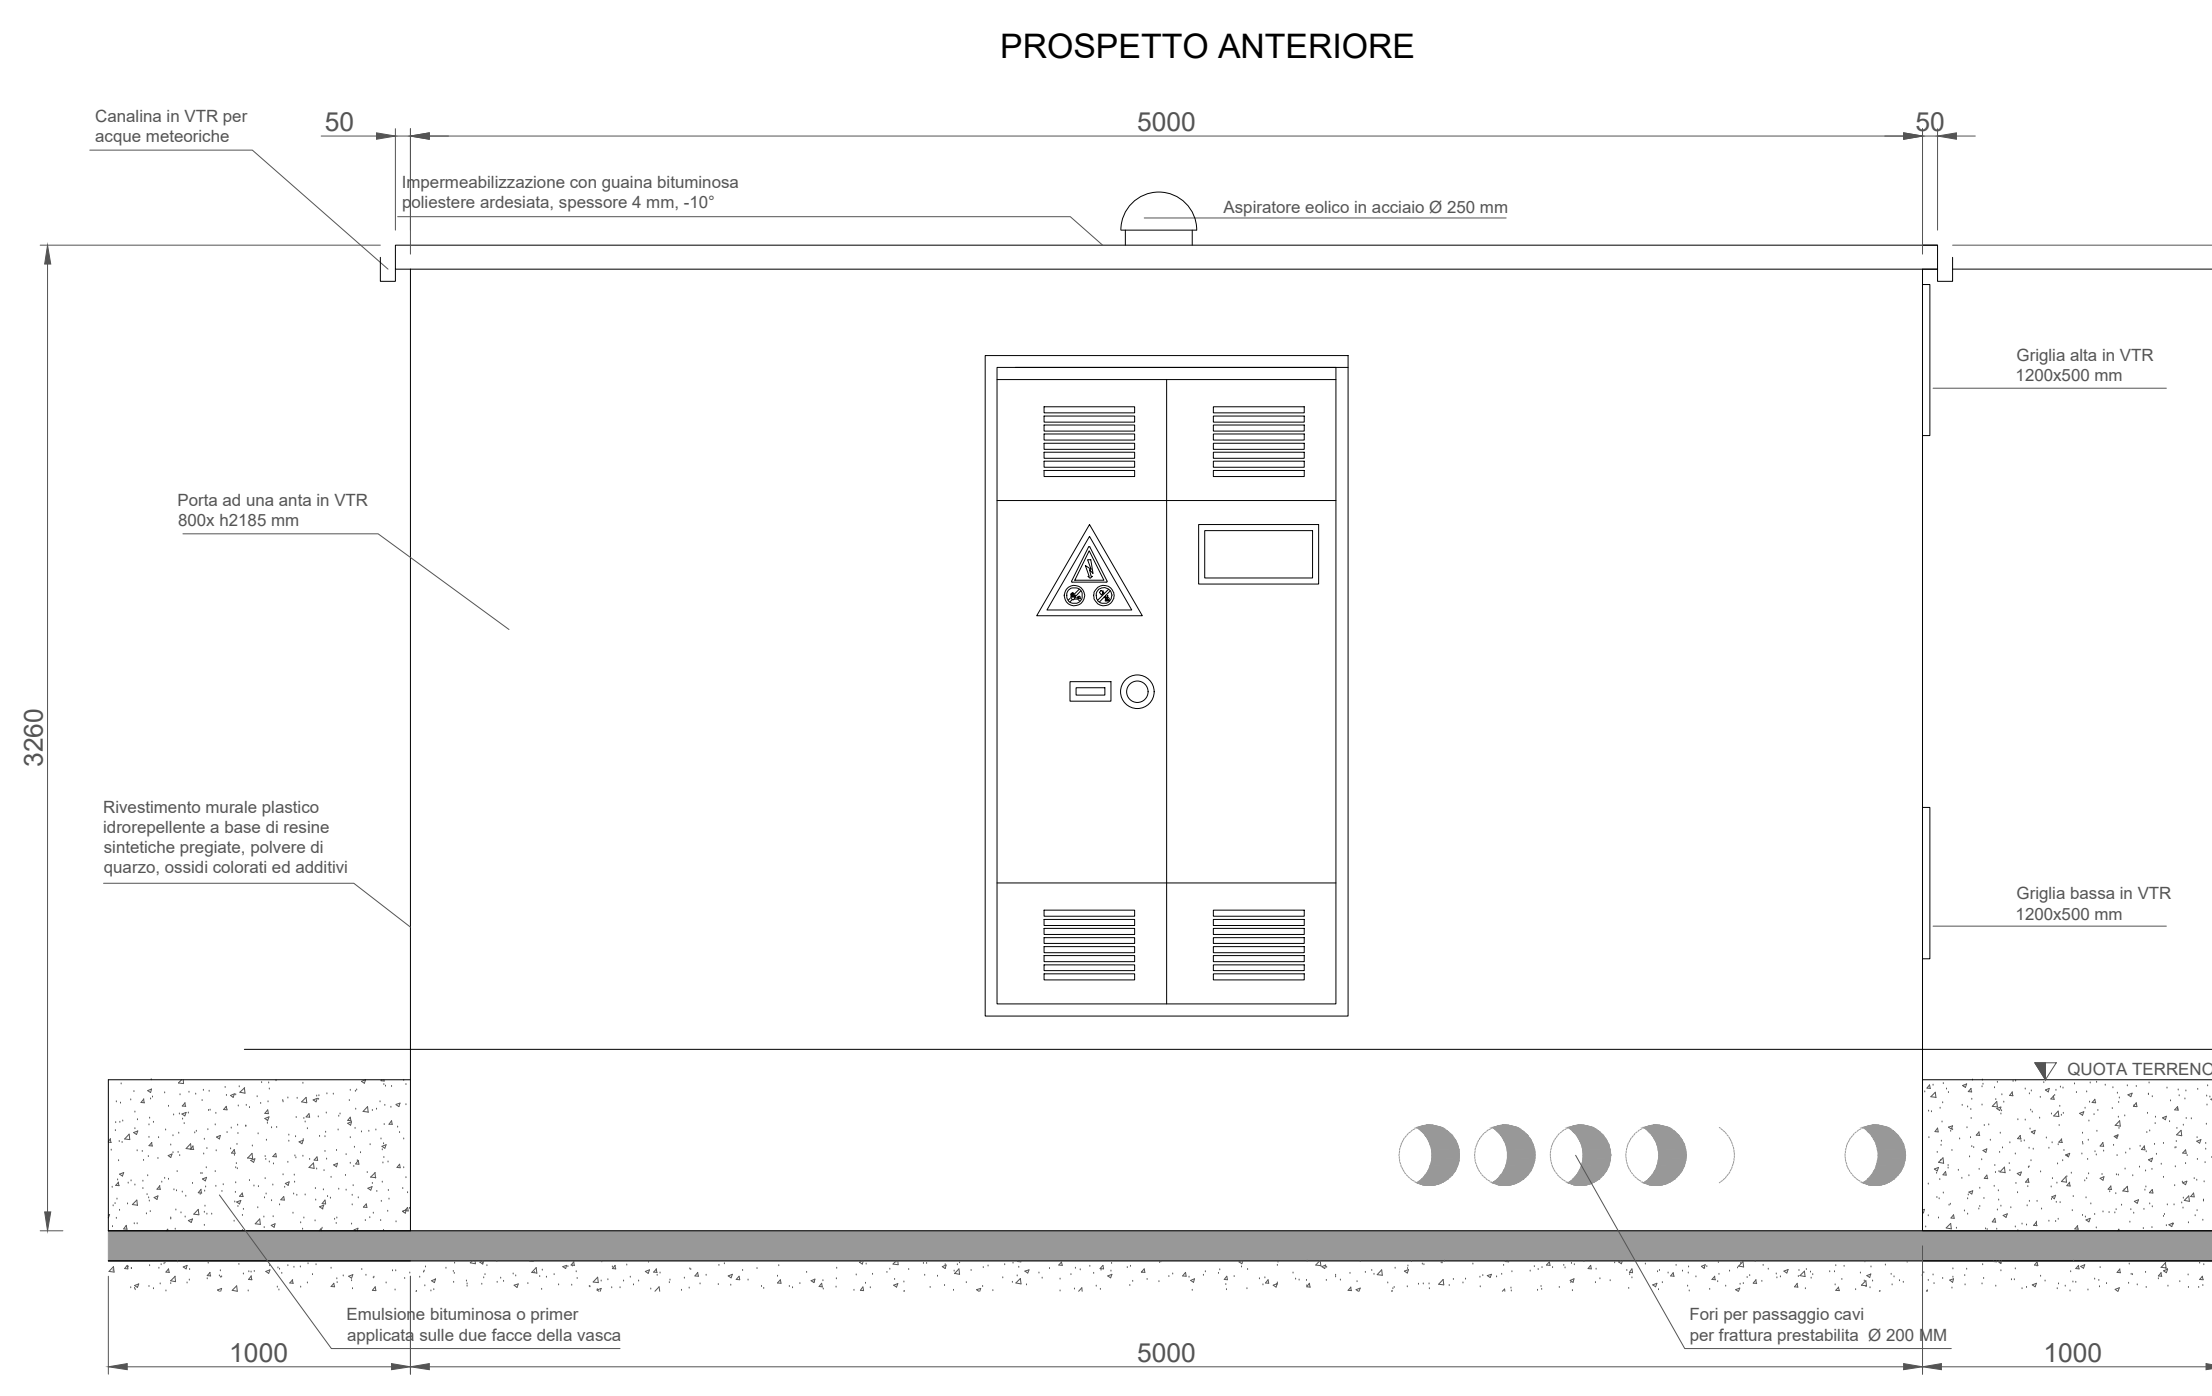 PROSPETTO ANTERIORE
Canalina in VTR per
acque meteoriche
50
5000
50
Impermeabilizzazione con guaina bituminosa
poliestere ardesiata, spessore 4 mm, -10°
Aspiratore eolico in acciaio Ø 250 mm
Griglia alta in VTR
1200x500 mm
Porta ad una anta in VTR
800x h2185 mm
3260
Rivestimento murale plastico
idrorepellente a base di resine
sintetiche pregiate, polvere di
quarzo, ossidi colorati ed additivi
Griglia bassa in VTR
1200x500 mm
QUOTA TERRENO
Emulsione bituminosa o primer
applicata sulle due facce della vasca
Fori per passaggio cavi
per frattura prestabilita Ø 200 MM
1000
5000
1000